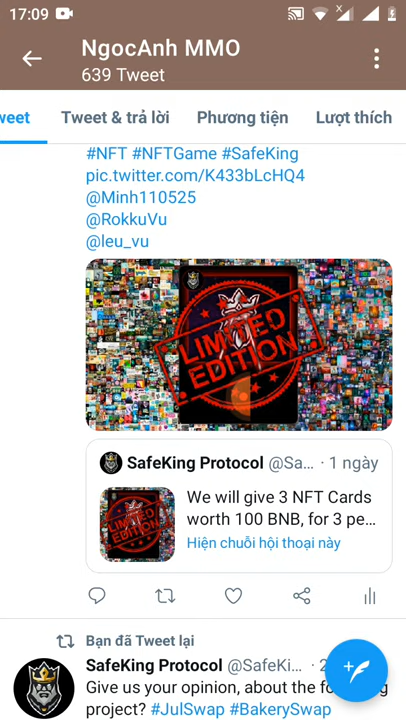 17:09
NgocAnh MMO
639 Tweet
weet
Tweet & trả lời
Phương tiện
Lượt thích
#NFT #NFTGame #SafeKing
pic.twitter.com/K433bLcHQ4
@Minh110525
@RokkuVu
@leu_vu
LIMITED
EDITION
SafeKing Protocol @Sa... · 1 ngày
LIMITED
EDITION
We will give 3 NFT Cards
worth 100 BNB, for 3 pe...
Hiện chuỗi hội thoại này
Bạn đã Tweet lại
SafeKing Protocol @SafeKi... · 2
Give us your opinion, about the fo
project? #JulSwap #BakerySwap